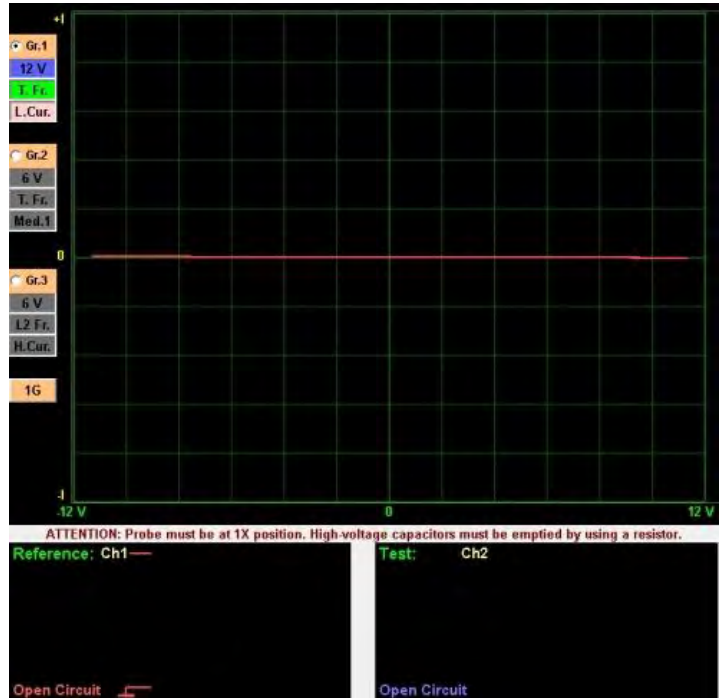 +1
Gr.1
12 V
T. Fr.
L.Cur.
Gr.2
6 V
T. Fr.
Med.1
0
Gr.3
6 V
L2 Fr.
H.Cur.
1G
-1
-12 V 0 12 V
ATTENTION: Probe must be at 1X position. High-voltage capacitors must be emptied by using a resistor.
Reference: Ch1
Test: Ch2
Open Circuit
Open Circuit